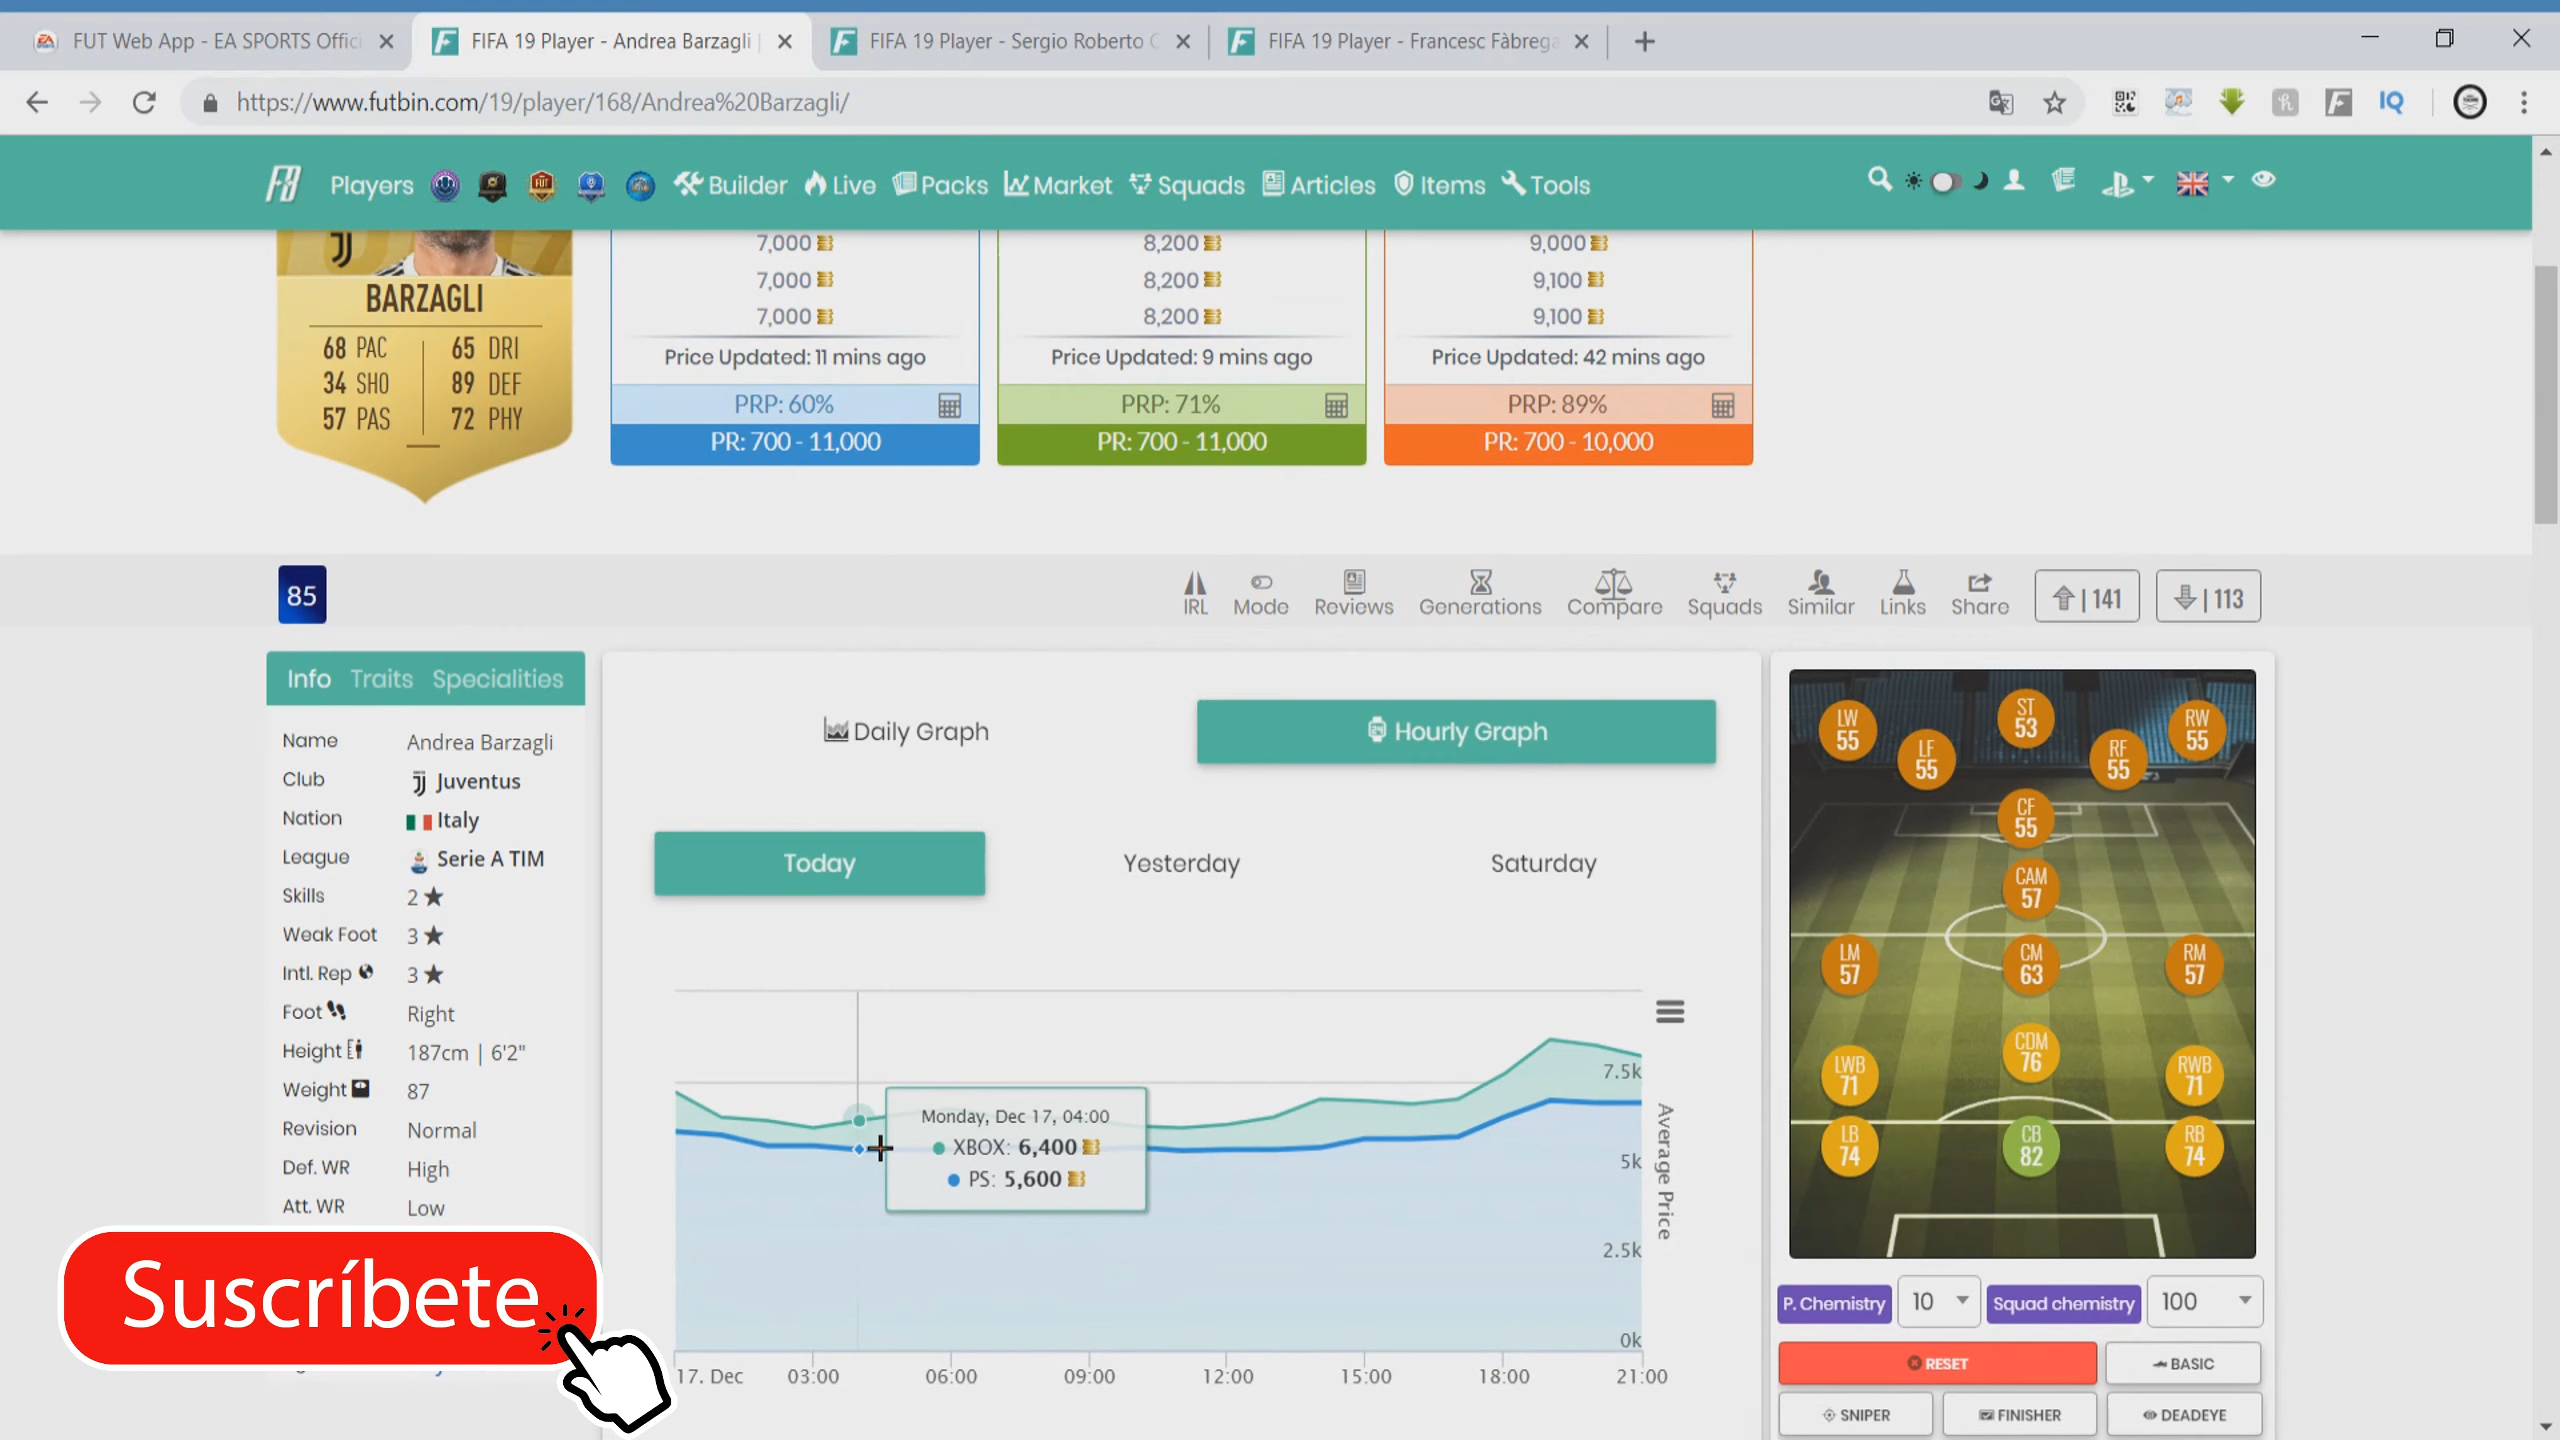 FUT Web App - EA SPORTS Offici
FIFA 19 Player - Andrea Barzagli |
FIFA 19 Player - Sergio Roberto C
FIFA 19 Player - Francesc Fàbrega
https://www.futbin.com/19/player/168/Andrea%20Barzagli/
IQ
Players
Builder
Live
Packs
Market
Squads
Articles
Items
Tools
BARZAGLI
68 PAC 65 DRI
34 SHO 89 DEF
57 PAS 72 PHY
7,000
7,000
7,000
Price Updated: 11 mins ago
PRP: 60%
PR: 700 - 11,000
8,200
8,200
8,200
Price Updated: 9 mins ago
PRP: 71%
PR: 700 - 11,000
9,000
9,100
9,100
Price Updated: 42 mins ago
PRP: 89%
PR: 700 - 10,000
85
IRL
Mode
Reviews
Generations
Compare
Squads
Similar
Links
Share
| 141
| 113
Info Traits Specialities
Name Andrea Barzagli
Club Juventus
Nation Italy
League Serie A TIM
Skills 2
Weak Foot 3
Intl. Rep 3
Foot Right
Height 187cm | 6'2"
Weight 87
Revision Normal
Def. WR High
Att. WR Low
Suscríbete
Daily Graph
Hourly Graph
Today
Yesterday
Saturday
Monday, Dec 17, 04:00
XBOX: 6,400
PS: 5,600
7.5k
5k
2.5k
0k
Average Price
17. Dec 03:00 06:00 09:00 12:00 15:00 18:00 21:00
LW
55
LF
55
ST
53
RF
55
RW
55
CF
55
CAM
57
LM
57
CM
63
RM
57
CDM
76
LWB
71
RWB
71
LB
74
CB
82
RB
74
P. Chemistry 10 Squad chemistry 100
RESET
BASIC
SNIPER
FINISHER
DEADEYE